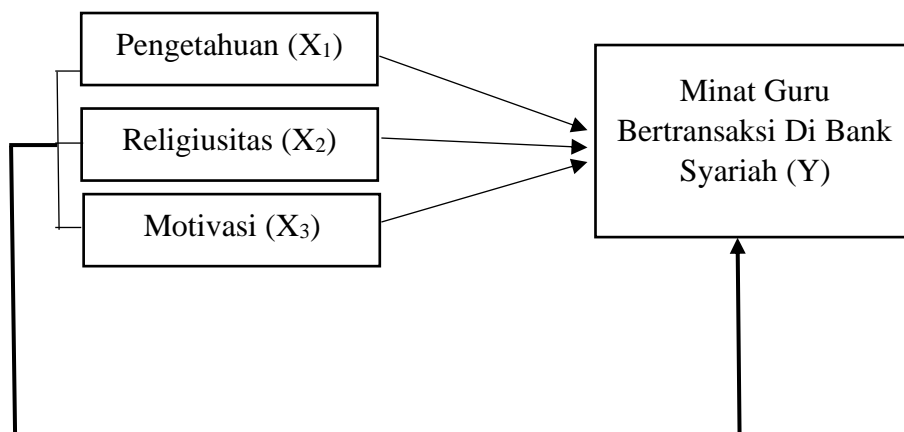 Pengetahuan (X₁)
Religiusitas (X₂)
Motivasi (X₃)
Minat Guru
Bertransaksi Di Bank
Syariah (Y)